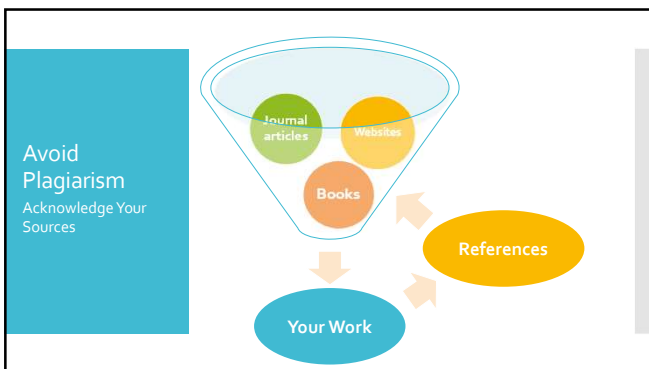 Avoid
Plagiarism
Acknowledge Your
Sources
Journal
articles
Websites
Books
References
Your Work